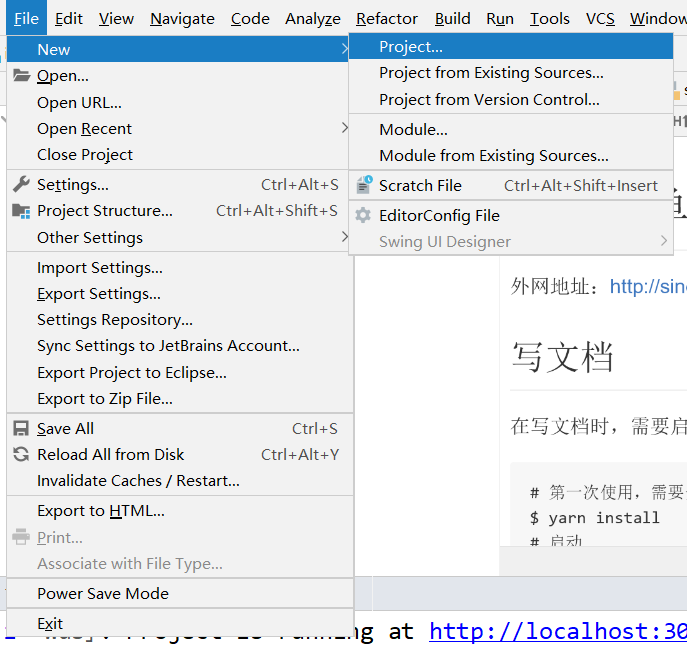 File Edit View Navigate Code Analyze Refactor Build Run Tools VCS Window
New
Open...
Open URL...
Open Recent
Close Project
Settings... Ctrl+Alt+S
Project Structure... Ctrl+Alt+Shift+S
Other Settings
Import Settings...
Export Settings...
Settings Repository...
Sync Settings to JetBrains Account...
Export Project to Eclipse...
Export to Zip File...
Save All Ctrl+S
Reload All from Disk Ctrl+Alt+Y
Invalidate Caches / Restart...
Export to HTML...
Print...
Associate with File Type...
Power Save Mode
Exit
Project...
Project from Existing Sources...
Project from Version Control...
Module...
Module from Existing Sources...
Scratch File Ctrl+Alt+Shift+Insert
EditorConfig File
Swing UI Designer
外网地址：http://sin
写文档
在写文档时，需要启
# 第一次使用，需要
$ yarn install
# 启动
Project is running at http://localhost:30